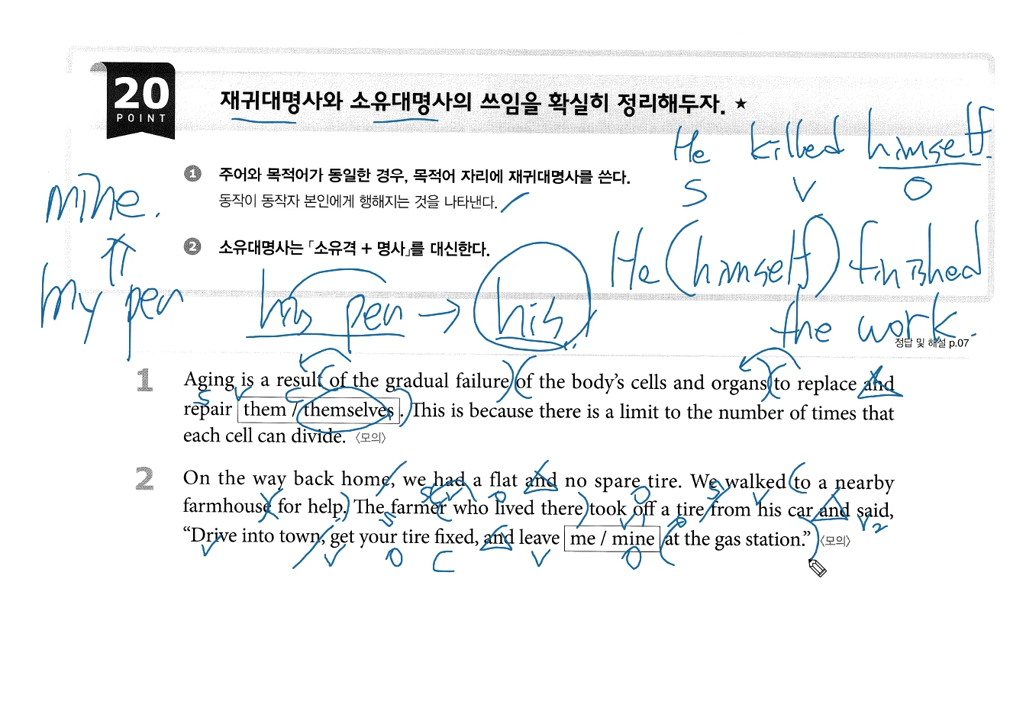 20
POINT
재귀대명사와 소유대명사의 쓰임을 확실히 정리해두자. ★
He killed himself.
S V O
1 주어와 목적어가 동일한 경우, 목적어 자리에 재귀대명사를 쓴다.
동작이 동작자 본인에게 행해지는 것을 나타낸다.
mine.
⇑
my pen
2 소유대명사는 「소유격 + 명사」를 대신한다.
his pen → his.
He (himself) finished
the work.
정답 및 해설 p.07
1 Aging is a result of the gradual failure of the body's cells and organs to replace and
S V C
repair them / themselves. This is because there is a limit to the number of times that
each cell can divide. 〈모의〉
2 On the way back home, we had a flat and no spare tire. We walked to a nearby
farmhouse for help. The farmer who lived there took off a tire from his car and said,
"Drive into town, get your tire fixed, and leave me / mine at the gas station." 〈모의〉
V V O C V O